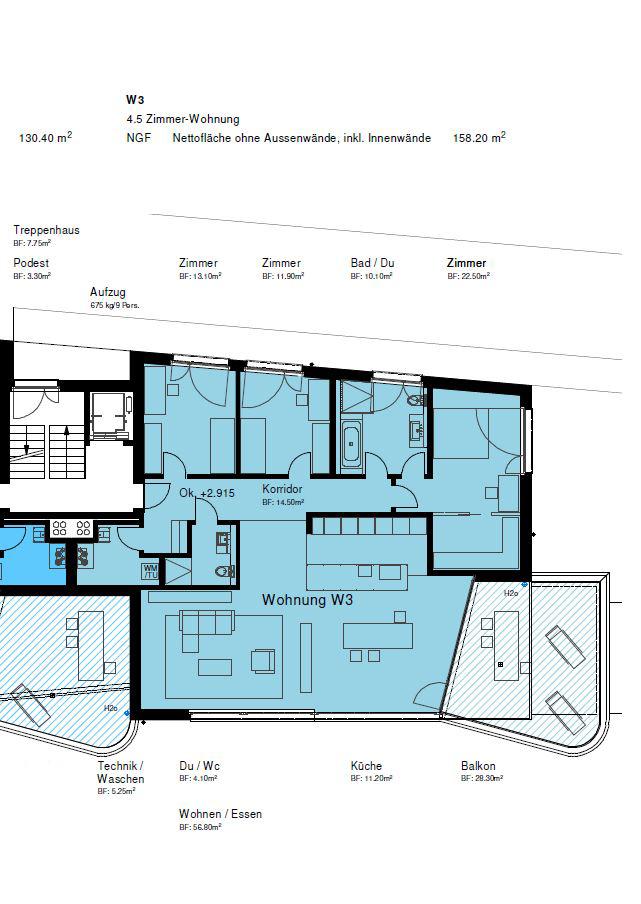 W3
4.5 Zimmer-Wohnung
130.40 m² NGF Nettofläche ohne Aussenwände, inkl. Innenwände 158.20 m²
Treppenhaus
BF: 7.75m²
Podest Zimmer Zimmer Bad / Du Zimmer
BF: 3.30m² BF: 13.10m² BF: 11.90m² BF: 10.10m² BF: 22.50m²
Aufzug
675 kg/9 Pers.
Ok. +2.915 Korridor
BF: 14.50m²
WM
/TU
H2o
Wohnung W3
H2o
Technik / Du / Wc Küche Balkon
Waschen BF: 4.10m² BF: 11.20m² BF: 28.30m²
BF: 5.25m²
Wohnen / Essen
BF: 56.80m²